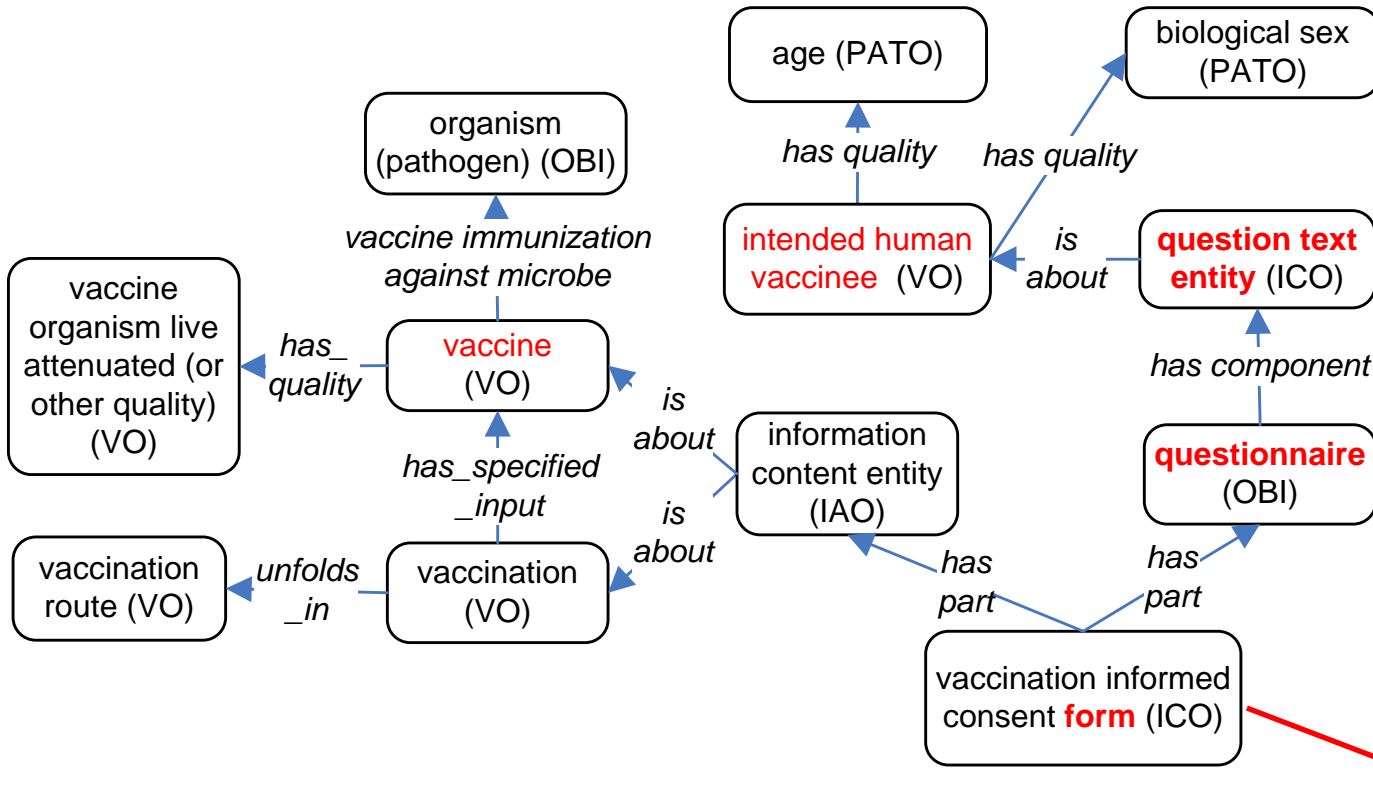 age (PATO)
biological sex
(PATO)
organism
(pathogen) (OBI)
has quality
has quality
vaccine immunization
against microbe
intended human
vaccinee (VO)
is
about
question text
entity (ICO)
vaccine
organism live
attenuated (or
other quality)
(VO)
has_
quality
vaccine
(VO)
has component
is
about
information
content entity
(IAO)
questionnaire
(OBI)
has_specified
_input
is
about
vaccination
route (VO)
unfolds
_in
vaccination
(VO)
has
part
has
part
vaccination informed
consent form (ICO)